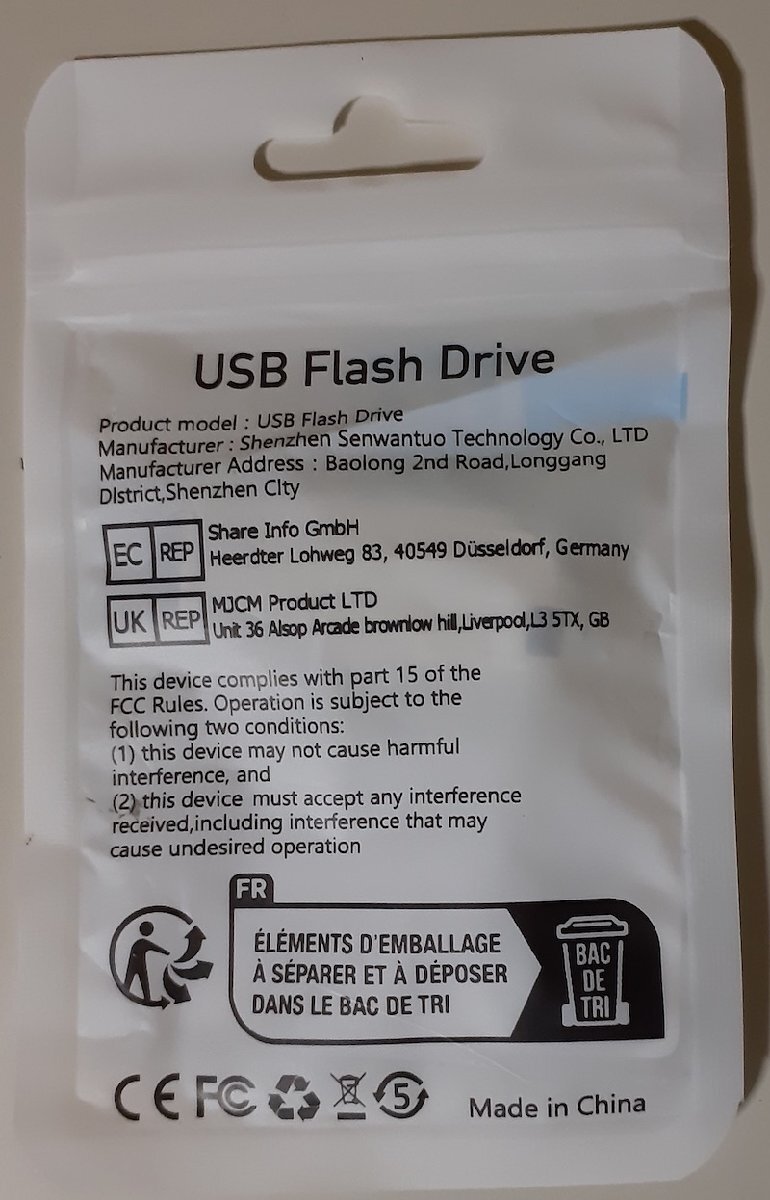 USB Flash Drive
Product model : USB Flash Drive
Manufacturer : Shenzhen Senwantuo Technology Co., LTD
Manufacturer Address : Baolong 2nd Road,Longgang
DIstrict,Shenzhen CIty
EC REP Share Info GmbH
Heerdter Lohweg 83, 40549 Düsseldorf, Germany
UK REP MJCM Product LTD
Unit 36 Alsop Arcade brownlow hill,Liverpool,L3 5TX, GB
This device complies with part 15 of the
FCC Rules. Operation is subject to the
following two conditions:
(1) this device may not cause harmful
interference, and
(2) this device must accept any interference
received,including interference that may
cause undesired operation
FR
ÉLÉMENTS D'EMBALLAGE
À SÉPARER ET À DÉPOSER
DANS LE BAC DE TRI
BAC
DE
TRI
CE FC 5 Made in China